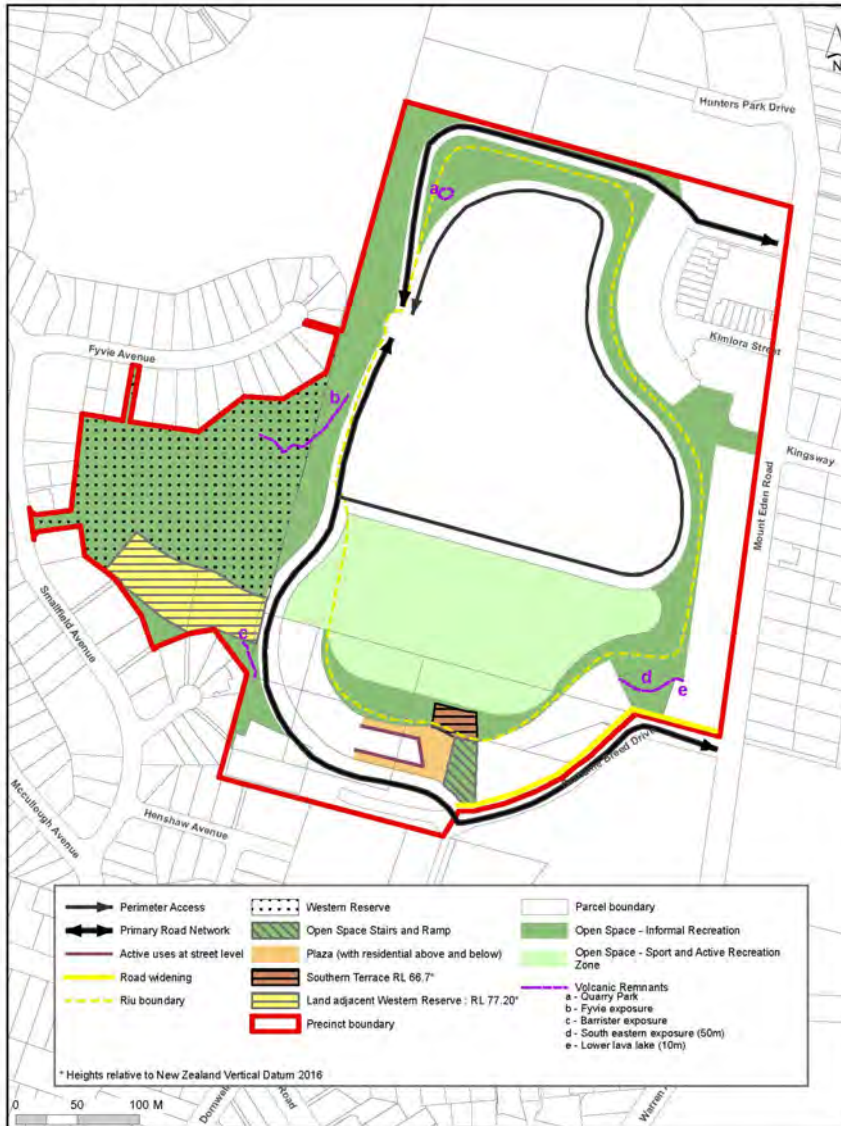 N
Hunters Park Drive
a
Kimiora Street
Fyvie Avenue
b
Kingsway
Mount Eden Road
Smallfield Avenue
c
d
e
Breed Drive
Mccullough Avenue
Henshaw Avenue
Perimeter Access
Primary Road Network
Active uses at street level
Road widening
Riu boundary
Western Reserve
Open Space Stairs and Ramp
Plaza (with residential above and below)
Southern Terrace RL 66.7*
Land adjacent Western Reserve : RL 77.20*
Precinct boundary
Parcel boundary
Open Space - Informal Recreation
Open Space - Sport and Active Recreation
Zone
Volcanic Remnants
a - Quarry Park
b - Fyvie exposure
c - Barrister exposure
d - South eastern exposure (50m)
e - Lower lava lake (10m)
* Heights relative to New Zealand Vertical Datum 2016
0 50 100 M
Road
Warren